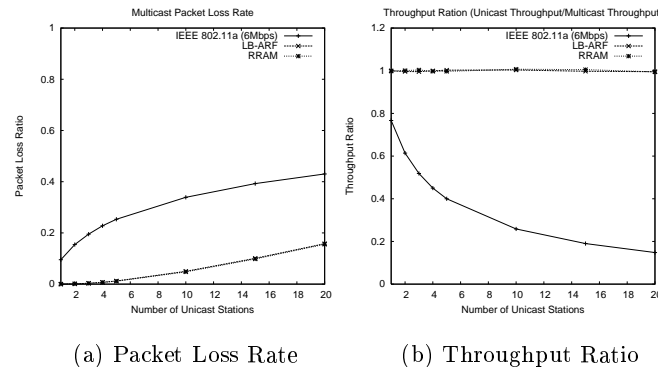 Multicast Packet Loss Rate
IEEE 802.11a (6Mbps)
LB-ARF
RRAM
1
0.8
0.6
0.4
0.2
0
Packet Loss Ratio
2 4 6 8 10 12 14 16 18 20
Number of Unicast Stations
(a) Packet Loss Rate
Throughput Ration (Unicast Throughput/Multicast Throughput
IEEE 802.11a (6Mbps)
LB-ARF
RRAM
1.2
1
0.8
0.6
0.4
0.2
0
Throughput Ratio
2 4 6 8 10 12 14 16 18 20
Number of Unicast Stations
(b) Throughput Ratio